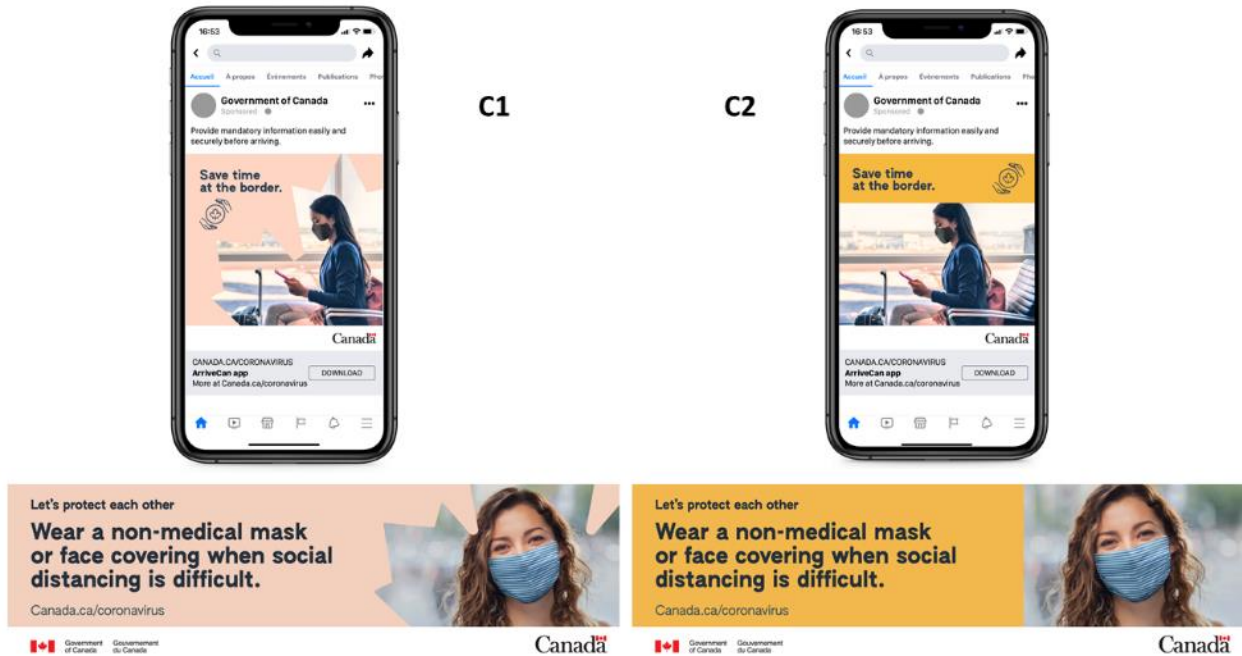 16:53
Accueil À propos Évènements Publications Pho
Government of Canada
Sponsored
Provide mandatory information easily and
securely before arriving.
Save time
at the border.
Canada
CANADA.CA/CORONAVIRUS
ArriveCan app
More at Canada.ca/coronavirus
DOWNLOAD
C1
C2
16:53
Accueil À propos Évènements Publications Pho
Government of Canada
Sponsored
Provide mandatory information easily and
securely before arriving.
Save time
at the border.
Canada
CANADA.CA/CORONAVIRUS
ArriveCan app
More at Canada.ca/coronavirus
DOWNLOAD
Let's protect each other
Wear a non-medical mask
or face covering when social
distancing is difficult.
Canada.ca/coronavirus
Government
of Canada
Gouvernement
du Canada
Canada
Let's protect each other
Wear a non-medical mask
or face covering when social
distancing is difficult.
Canada.ca/coronavirus
Government
of Canada
Gouvernement
du Canada
Canada